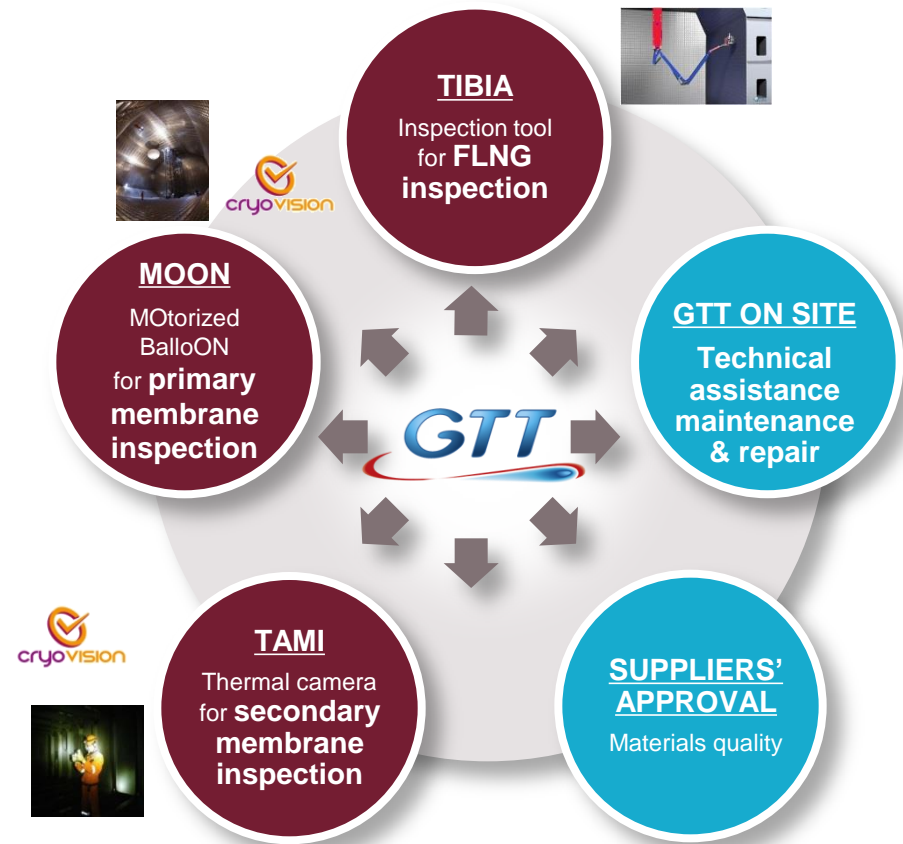 TIBIA
Inspection tool
for FLNG
inspection
cryovision
MOON
MOtorized
BalloON
for primary
membrane
inspection
GTT ON SITE
Technical
assistance
maintenance
& repair
GTT
cryovision
TAMI
Thermal camera
for secondary
membrane
inspection
SUPPLIERS’
APPROVAL
Materials quality